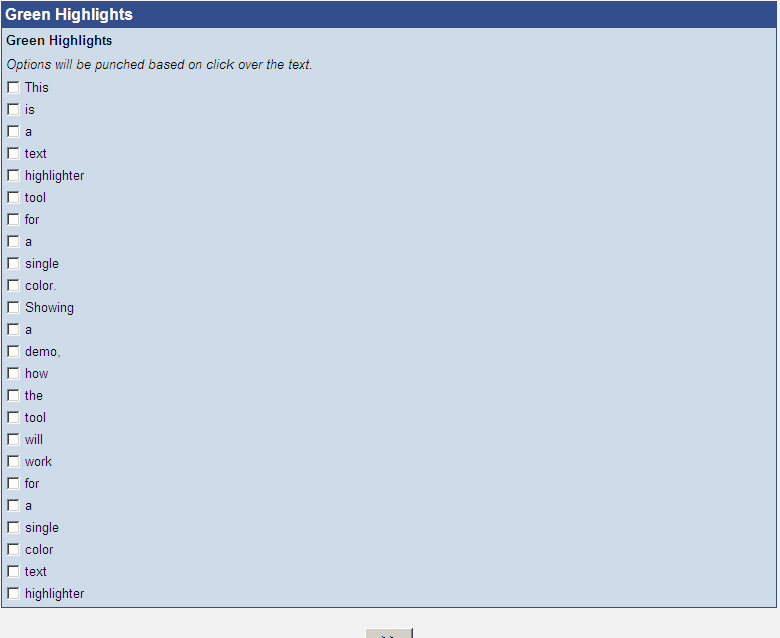 Green Highlights
Green Highlights
Options will be punched based on click over the text.
This
is
a
text
highlighter
tool
for
a
single
color.
Showing
a
demo,
how
the
tool
will
work
for
a
single
color
text
highlighter
>>